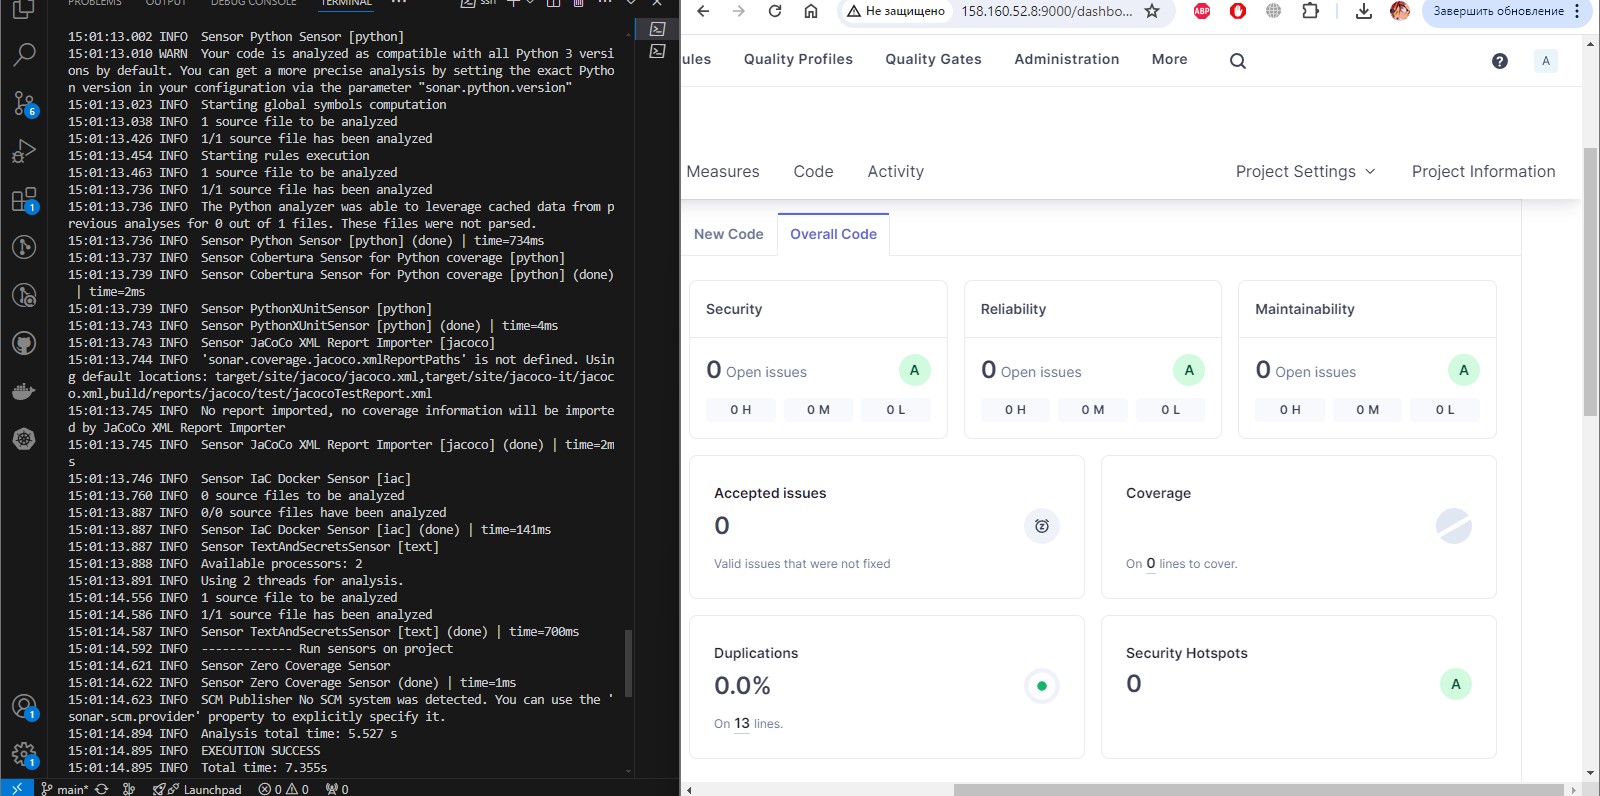 PROBLEMS OUTPUT DEBUG CONSOLE TERMINAL ... ssh
15:01:13.002 INFO  Sensor Python Sensor [python]
15:01:13.010 WARN  Your code is analyzed as compatible with all Python 3 versi
ons by default. You can get a more precise analysis by setting the exact Pytho
n version in your configuration via the parameter "sonar.python.version"
15:01:13.023 INFO  Starting global symbols computation
15:01:13.038 INFO  1 source file to be analyzed
15:01:13.426 INFO  1/1 source file has been analyzed
15:01:13.454 INFO  Starting rules execution
15:01:13.463 INFO  1 source file to be analyzed
15:01:13.736 INFO  1/1 source file has been analyzed
15:01:13.736 INFO  The Python analyzer was able to leverage cached data from p
revious analyses for 0 out of 1 files. These files were not parsed.
15:01:13.736 INFO  Sensor Python Sensor [python] (done) | time=734ms
15:01:13.737 INFO  Sensor Cobertura Sensor for Python coverage [python]
15:01:13.739 INFO  Sensor Cobertura Sensor for Python coverage [python] (done)
 | time=2ms
15:01:13.739 INFO  Sensor PythonXUnitSensor [python]
15:01:13.743 INFO  Sensor PythonXUnitSensor [python] (done) | time=4ms
15:01:13.743 INFO  Sensor JaCoCo XML Report Importer [jacoco]
15:01:13.744 INFO  'sonar.coverage.jacoco.xmlReportPaths' is not defined. Usin
g default locations: target/site/jacoco/jacoco.xml,target/site/jacoco-it/jacoc
o.xml,build/reports/jacoco/test/jacocoTestReport.xml
15:01:13.745 INFO  No report imported, no coverage information will be importe
d by JaCoCo XML Report Importer
15:01:13.745 INFO  Sensor JaCoCo XML Report Importer [jacoco] (done) | time=2m
s
15:01:13.746 INFO  Sensor IaC Docker Sensor [iac]
15:01:13.760 INFO  0 source files to be analyzed
15:01:13.887 INFO  0/0 source files have been analyzed
15:01:13.887 INFO  Sensor IaC Docker Sensor [iac] (done) | time=141ms
15:01:13.887 INFO  Sensor TextAndSecretsSensor [text]
15:01:13.888 INFO  Available processors: 2
15:01:13.891 INFO  Using 2 threads for analysis.
15:01:14.556 INFO  1 source file to be analyzed
15:01:14.586 INFO  1/1 source file has been analyzed
15:01:14.587 INFO  Sensor TextAndSecretsSensor [text] (done) | time=700ms
15:01:14.592 INFO  ------------- Run sensors on project
15:01:14.621 INFO  Sensor Zero Coverage Sensor
15:01:14.622 INFO  Sensor Zero Coverage Sensor (done) | time=1ms
15:01:14.623 INFO  SCM Publisher No SCM system was detected. You can use the '
sonar.scm.provider' property to explicitly specify it.
15:01:14.894 INFO  Analysis total time: 5.527 s
15:01:14.895 INFO  EXECUTION SUCCESS
15:01:14.895 INFO  Total time: 7.355s
6
1
1
1
main* Launchpad 0 0 0
Не защищено 158.160.52.8:9000/dashbo... ABP Завершить обновление
ules Quality Profiles Quality Gates Administration More ? A
Measures Code Activity Project Settings Project Information
New Code Overall Code
Security
0 Open issues A
0 H 0 M 0 L
Reliability
0 Open issues A
0 H 0 M 0 L
Maintainability
0 Open issues A
0 H 0 M 0 L
Accepted issues
0
Valid issues that were not fixed
Coverage
On 0 lines to cover.
Duplications
0.0%
On 13 lines.
Security Hotspots
0 A